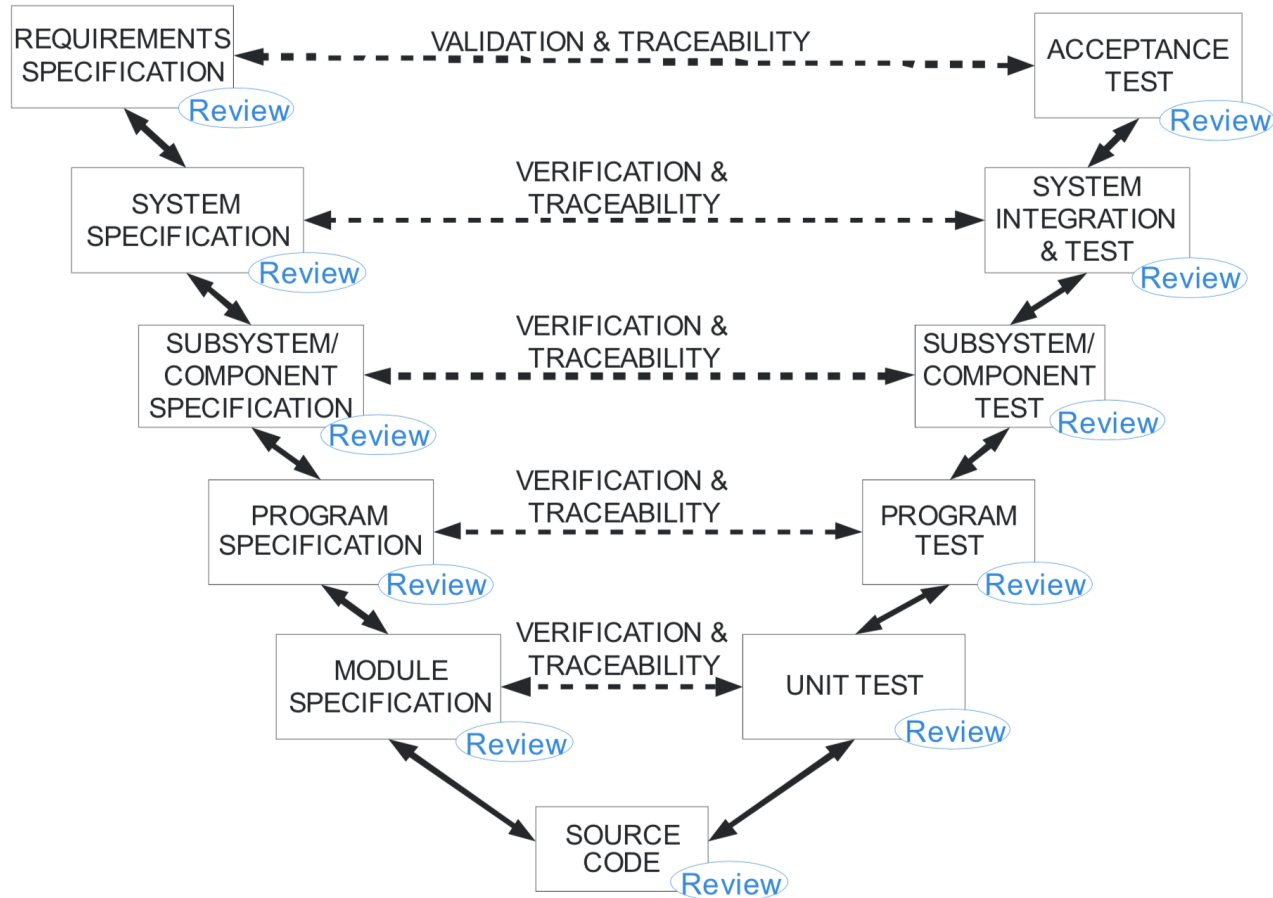 REQUIREMENTS
SPECIFICATION
Review
VALIDATION & TRACEABILITY
ACCEPTANCE
TEST
Review
SYSTEM
SPECIFICATION
Review
VERIFICATION &
TRACEABILITY
SYSTEM
INTEGRATION
& TEST
Review
SUBSYSTEM/
COMPONENT
SPECIFICATION
Review
VERIFICATION &
TRACEABILITY
SUBSYSTEM/
COMPONENT
TEST
Review
PROGRAM
SPECIFICATION
Review
VERIFICATION &
TRACEABILITY
PROGRAM
TEST
Review
MODULE
SPECIFICATION
Review
VERIFICATION &
TRACEABILITY
UNIT TEST
Review
SOURCE
CODE
Review